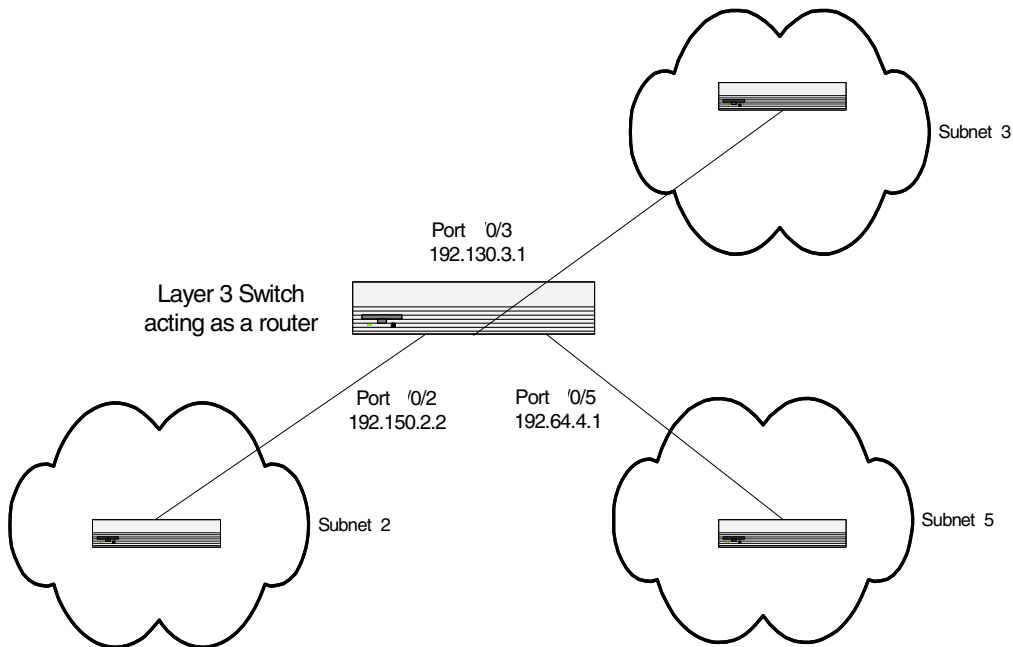 Subnet 3
Port /0/3
192.130.3.1
Layer 3 Switch
acting as a router
Port /0/2
192.150.2.2
Port /0/5
192.64.4.1
Subnet 2
Subnet 5